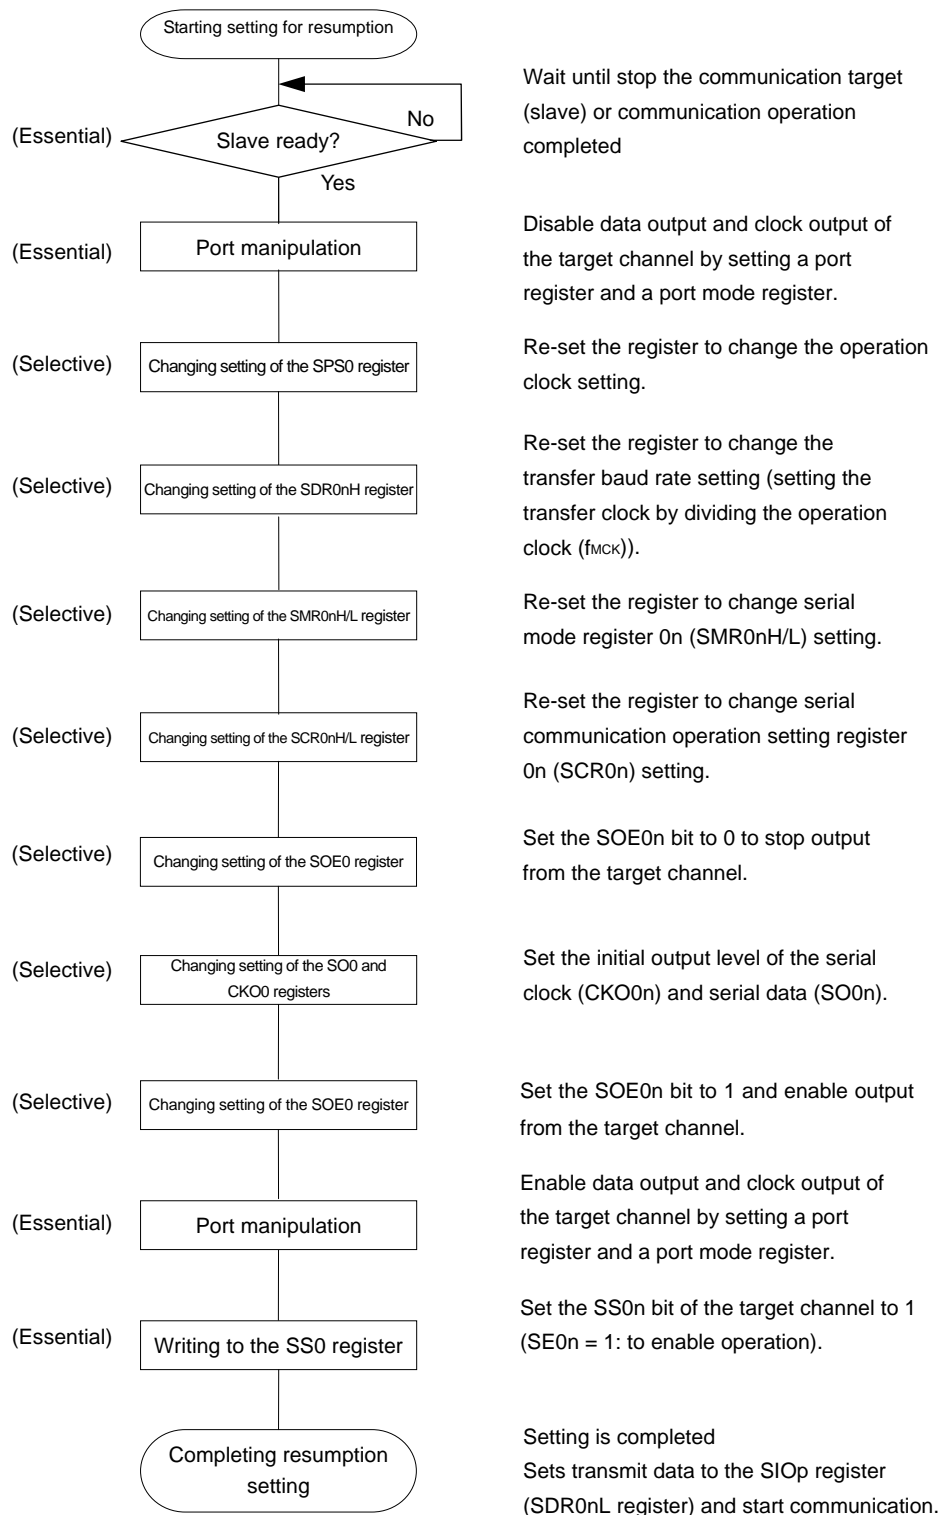 Starting setting for resumption
Wait until stop the communication target
(slave) or communication operation
completed
(Essential)
Slave ready?
No
Yes
(Essential)
Port manipulation
Disable data output and clock output of
the target channel by setting a port
register and a port mode register.
(Selective)
Changing setting of the SPS0 register
Re-set the register to change the operation
clock setting.
(Selective)
Changing setting of the SDR0nH register
Re-set the register to change the
transfer baud rate setting (setting the
transfer clock by dividing the operation
clock (fMCK)).
(Selective)
Changing setting of the SMR0nH/L register
Re-set the register to change serial
mode register 0n (SMR0nH/L) setting.
(Selective)
Changing setting of the SCR0nH/L register
Re-set the register to change serial
communication operation setting register
0n (SCR0n) setting.
(Selective)
Changing setting of the SOE0 register
Set the SOE0n bit to 0 to stop output
from the target channel.
(Selective)
Changing setting of the SO0 and
CKO0 registers
Set the initial output level of the serial
clock (CKO0n) and serial data (SO0n).
(Selective)
Changing setting of the SOE0 register
Set the SOE0n bit to 1 and enable output
from the target channel.
(Essential)
Port manipulation
Enable data output and clock output of
the target channel by setting a port
register and a port mode register.
(Essential)
Writing to the SS0 register
Set the SS0n bit of the target channel to 1
(SE0n = 1: to enable operation).
Completing resumption
setting
Setting is completed
Sets transmit data to the SIOp register
(SDR0nL register) and start communication.